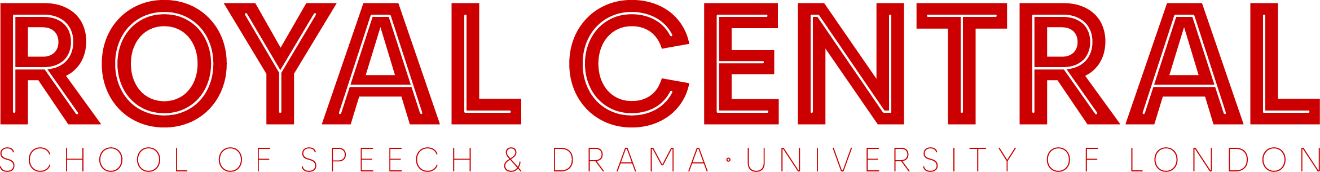 ROYAL CENTRAL
SCHOOL OF SPEECH & DRAMA • UNIVERSITY OF LONDON